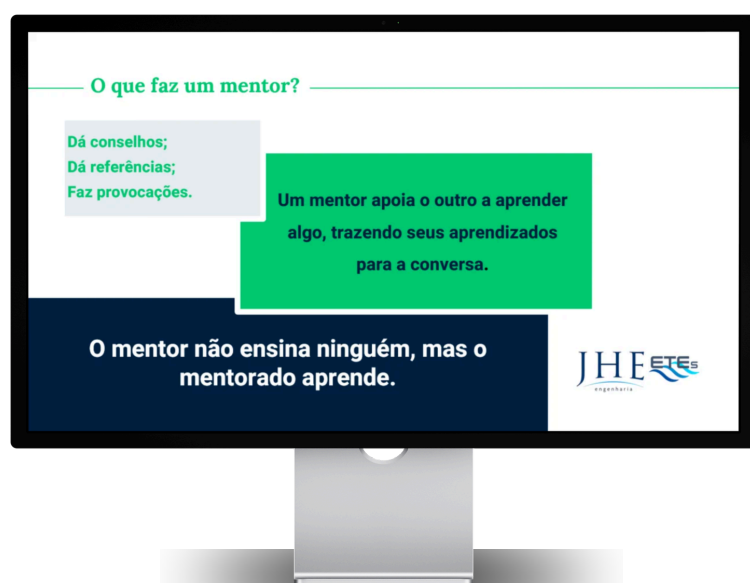 O que faz um mentor?
Dá conselhos;
Dá referências;
Faz provocações.
Um mentor apoia o outro a aprender
algo, trazendo seus aprendizados
para a conversa.
O mentor não ensina ninguém, mas o
mentorado aprende.
JHE ETEs
engenharia